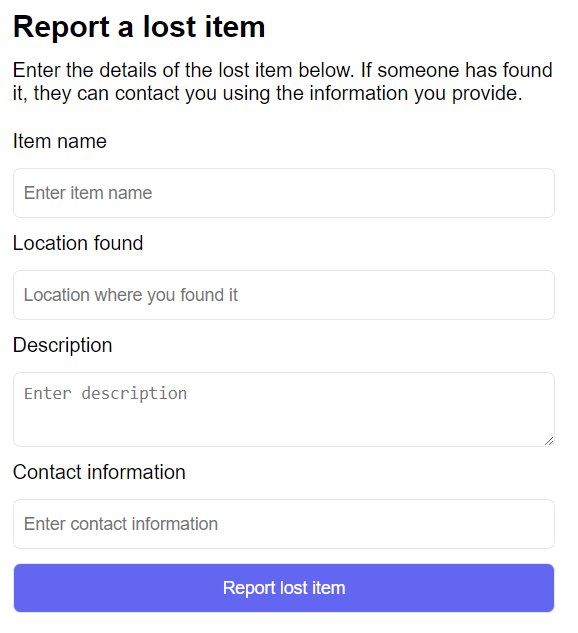 Report a lost item
Enter the details of the lost item below. If someone has found
it, they can contact you using the information you provide.
Item name
Enter item name
Location found
Location where you found it
Description
Enter description
Contact information
Enter contact information
Report lost item